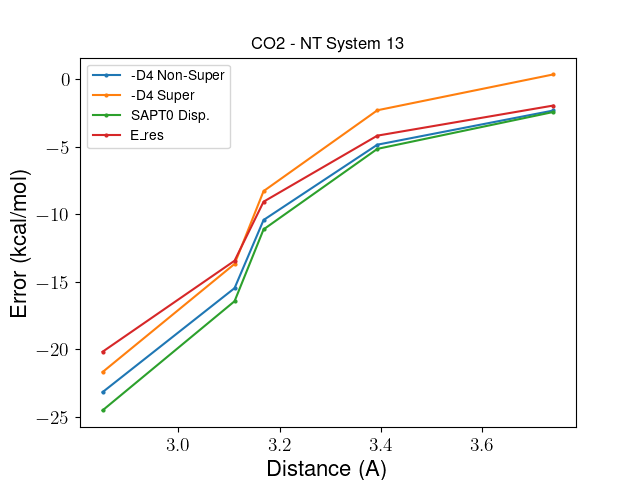 CO2 - NT System 13
-D4 Non-Super
-D4 Super
SAPT0 Disp.
E_res
Error (kcal/mol)
0
−5
−10
−15
−20
−25
3.0 3.2 3.4 3.6
Distance (A)